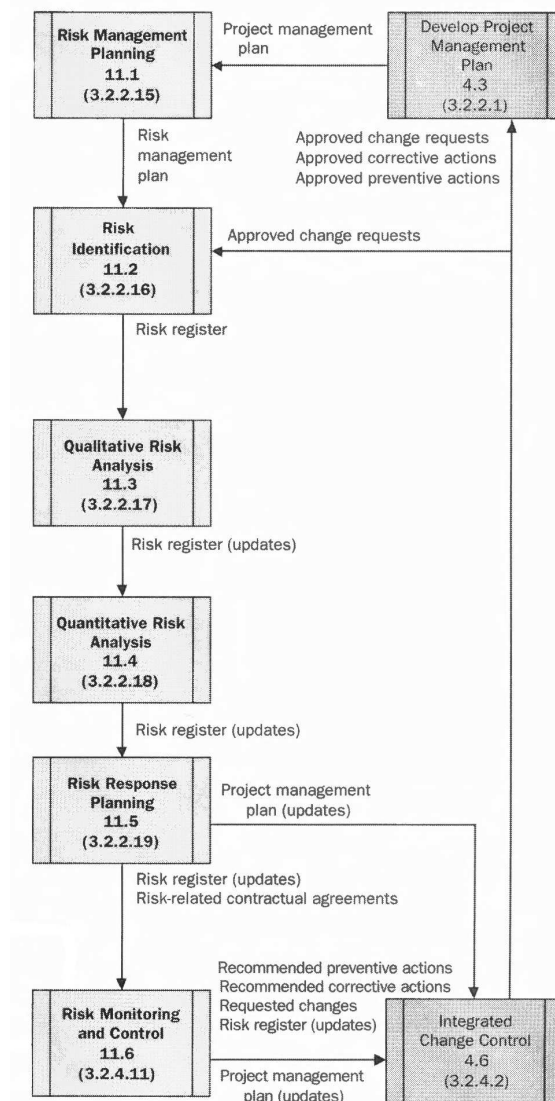 Risk Management
Planning
11.1
(3.2.2.15)
Project management
plan
Develop Project
Management
Plan
4.3
(3.2.2.1)
Risk
management
plan
Approved change requests
Approved corrective actions
Approved preventive actions
Risk
Identification
11.2
(3.2.2.16)
Approved change requests
Risk register
Qualitative Risk
Analysis
11.3
(3.2.2.17)
Risk register (updates)
Quantitative Risk
Analysis
11.4
(3.2.2.18)
Risk register (updates)
Risk Response
Planning
11.5
(3.2.2.19)
Project management
plan (updates)
Risk register (updates)
Risk-related contractual agreements
Recommended preventive actions
Recommended corrective actions
Requested changes
Risk register (updates)
Risk Monitoring
and Control
11.6
(3.2.4.11)
Integrated
Change Control
4.6
(3.2.4.2)
Project management
plan (updates)